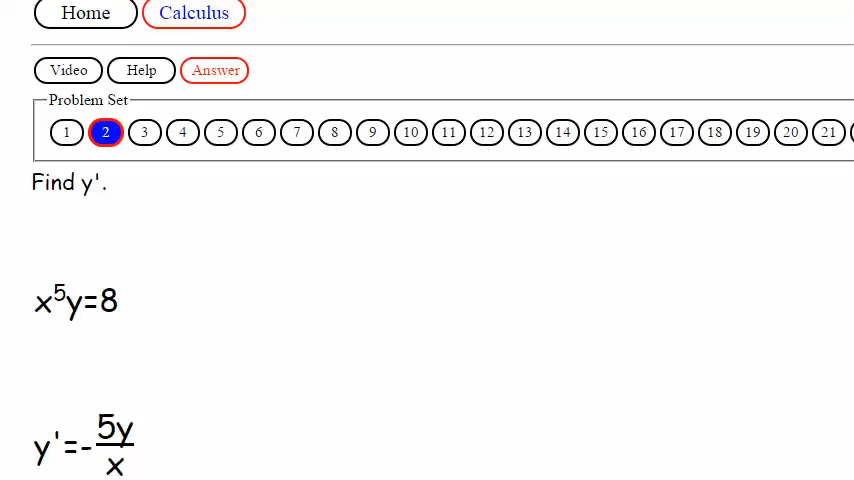 Home Calculus
Video Help Answer
Problem Set
1 2 3 4 5 6 7 8 9 10 11 12 13 14 15 16 17 18 19 20 21
Find y'.
x⁵y=8
y'=-5y/x